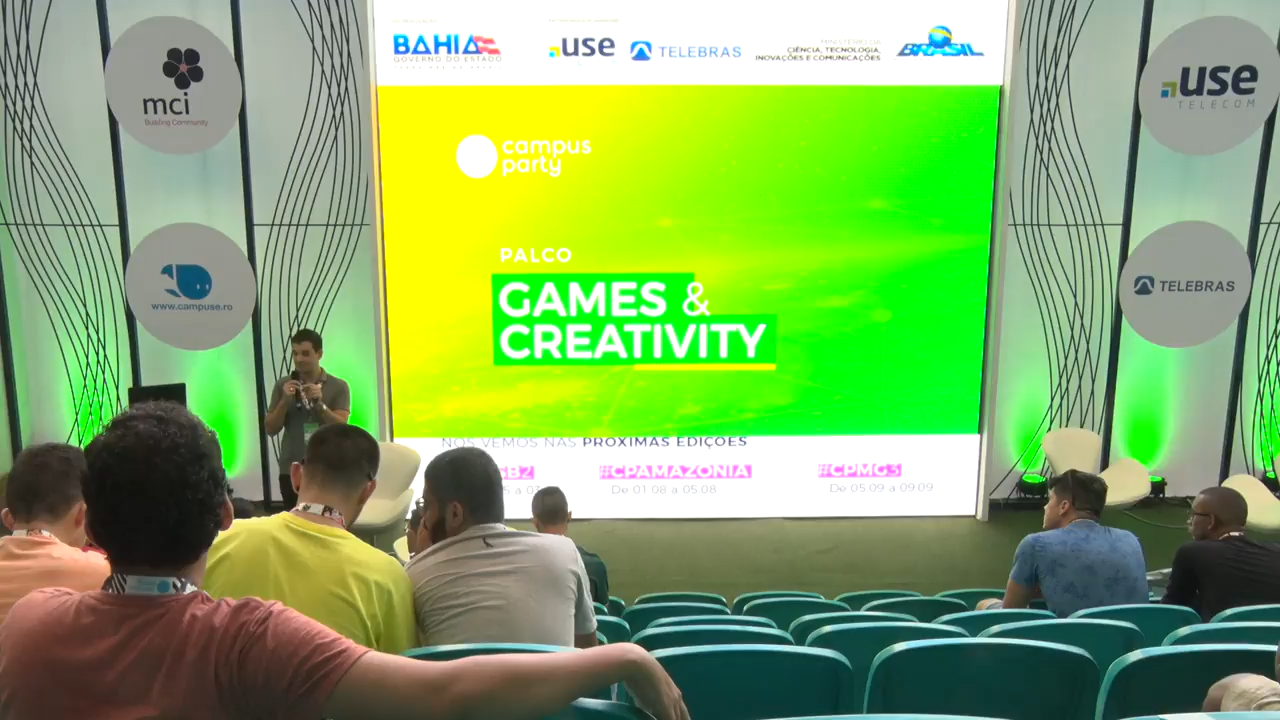 BAHIA
GOVERNO DO ESTADO
use
TELEBRAS
MINISTÉRIO DA
CIÊNCIA, TECNOLOGIA,
INOVAÇÕES E COMUNICAÇÕES
BRASIL
mci
Building Community
use
TELECOM
campus
party
PALCO
GAMES &
CREATIVITY
www.campuse.ro
TELEBRAS
NOS VEMOS NAS PRÓXIMAS EDIÇÕES
#CPAMAZONIA
#CPMG3
De 01.08 a 05.08
De 05.09 a 09.09